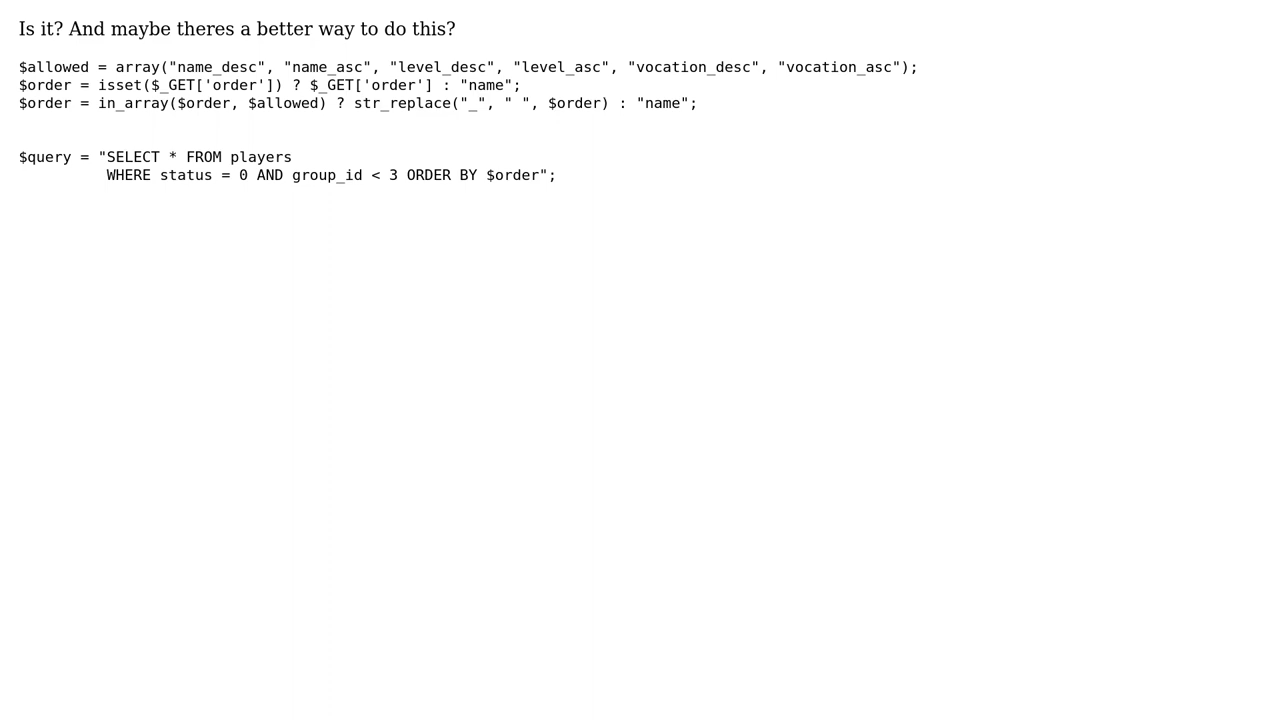 Is it? And maybe theres a better way to do this?
$allowed = array("name_desc", "name_asc", "level_desc", "level_asc", "vocation_desc", "vocation_asc");
$order = isset($_GET['order']) ? $_GET['order'] : "name";
$order = in_array($order, $allowed) ? str_replace("_", " ", $order) : "name";
$query = "SELECT * FROM players
WHERE status = 0 AND group_id < 3 ORDER BY $order";